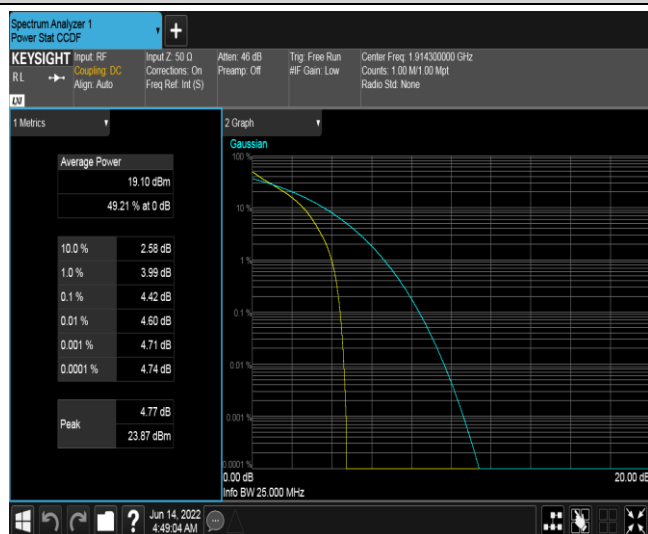 Spectrum Analyzer 1
Power Stat CCDF
+
KEYSIGHT
Input: RF
Coupling: DC
Align: Auto
R L
LXI
Input Z: 50 Ω
Corrections: On
Freq Ref: Int (S)
Atten: 46 dB
Preamp: Off
Trig: Free Run
#IF Gain: Low
Center Freq: 1.914300000 GHz
Counts: 1.00 M/1.00 Mpt
Radio Std: None
1 Metrics
Average Power
19.10 dBm
49.21 % at 0 dB
10.0 % 2.58 dB
1.0 % 3.99 dB
0.1 % 4.42 dB
0.01 % 4.60 dB
0.001 % 4.71 dB
0.0001 % 4.74 dB
Peak
4.77 dB
23.87 dBm
2 Graph
Gaussian
100 %
10 %
1 %
0.1 %
0.01 %
0.001 %
0.0001 %
0.00 dB 20.00 dB
Info BW 25.000 MHz
?
Jun 14, 2022
4:49:04 AM